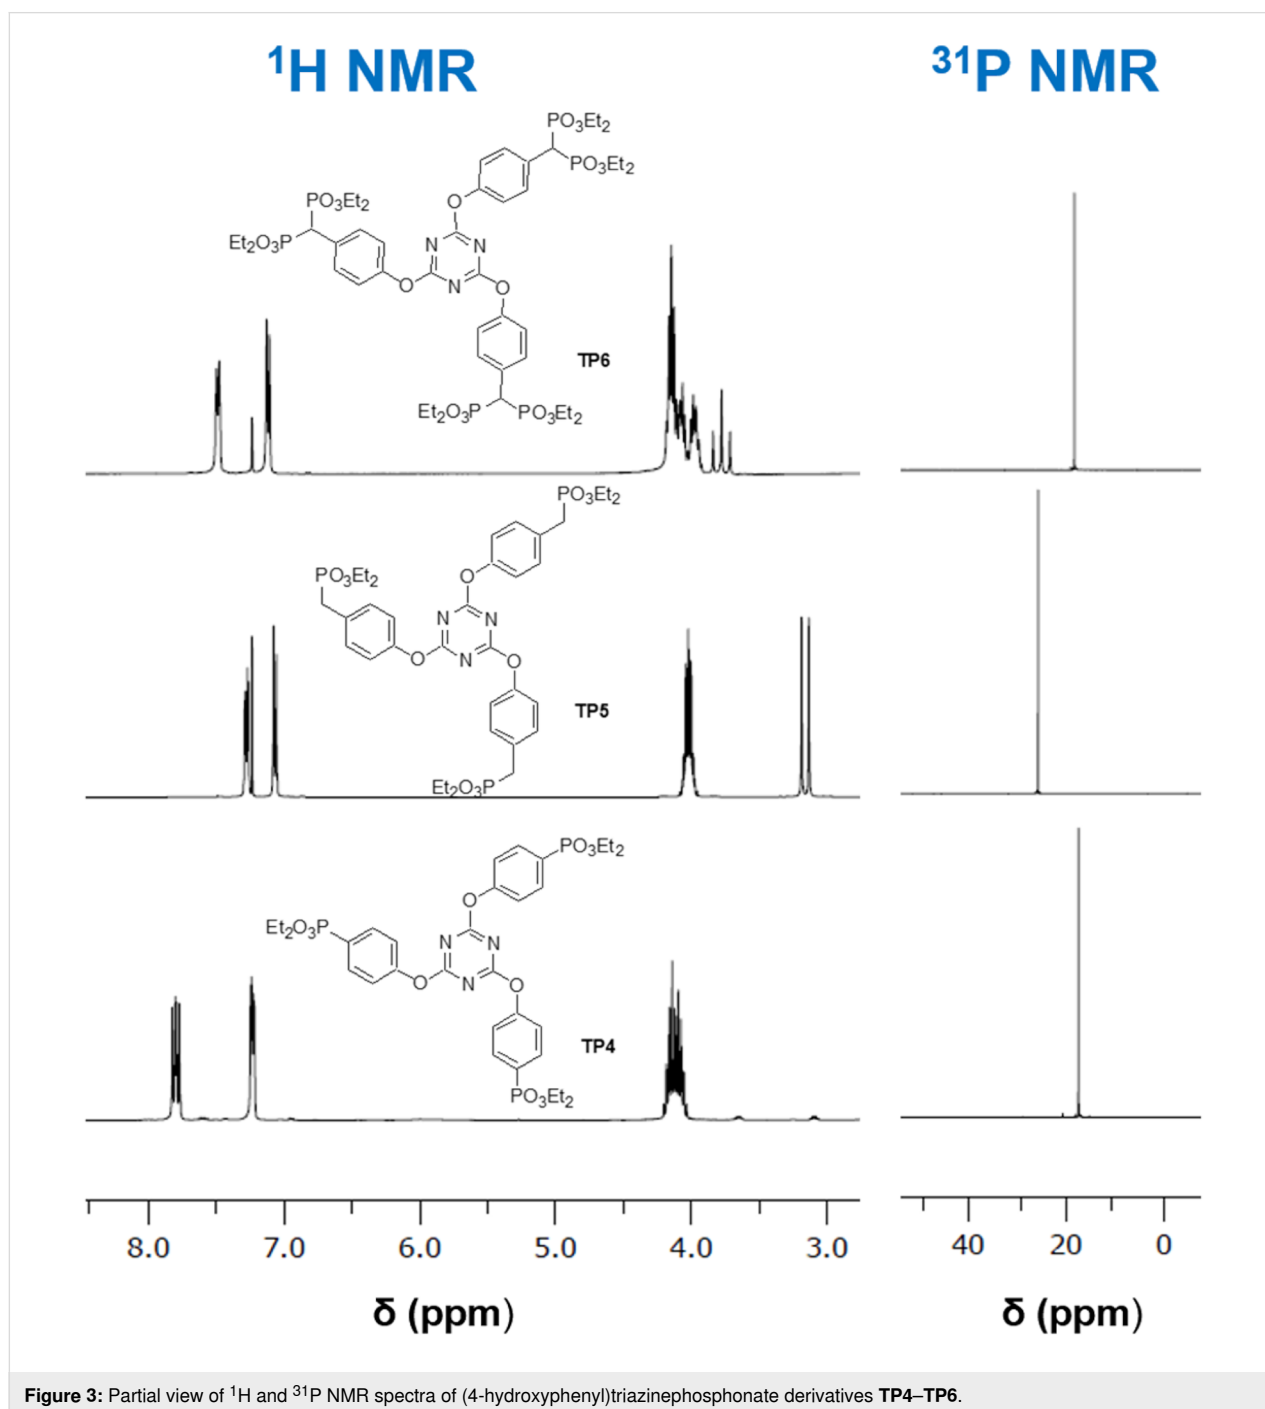 ¹H NMR ³¹P NMR
PO₃Et₂
PO₃Et₂
PO₃Et₂
Et₂O₃P
O
N N
N
O
O
TP6
Et₂O₃P PO₃Et₂
PO₃Et₂
PO₃Et₂
O
N N
N
O
O
TP5
Et₂O₃P
PO₃Et₂
O
Et₂O₃P
N N
N
O
O
TP4
PO₃Et₂
8.0 7.0 6.0 5.0 4.0 3.0 40 20 0
δ (ppm) δ (ppm)
Figure 3: Partial view of ¹H and ³¹P NMR spectra of (4-hydroxyphenyl)triazinephosphonate derivatives TP4–TP6.